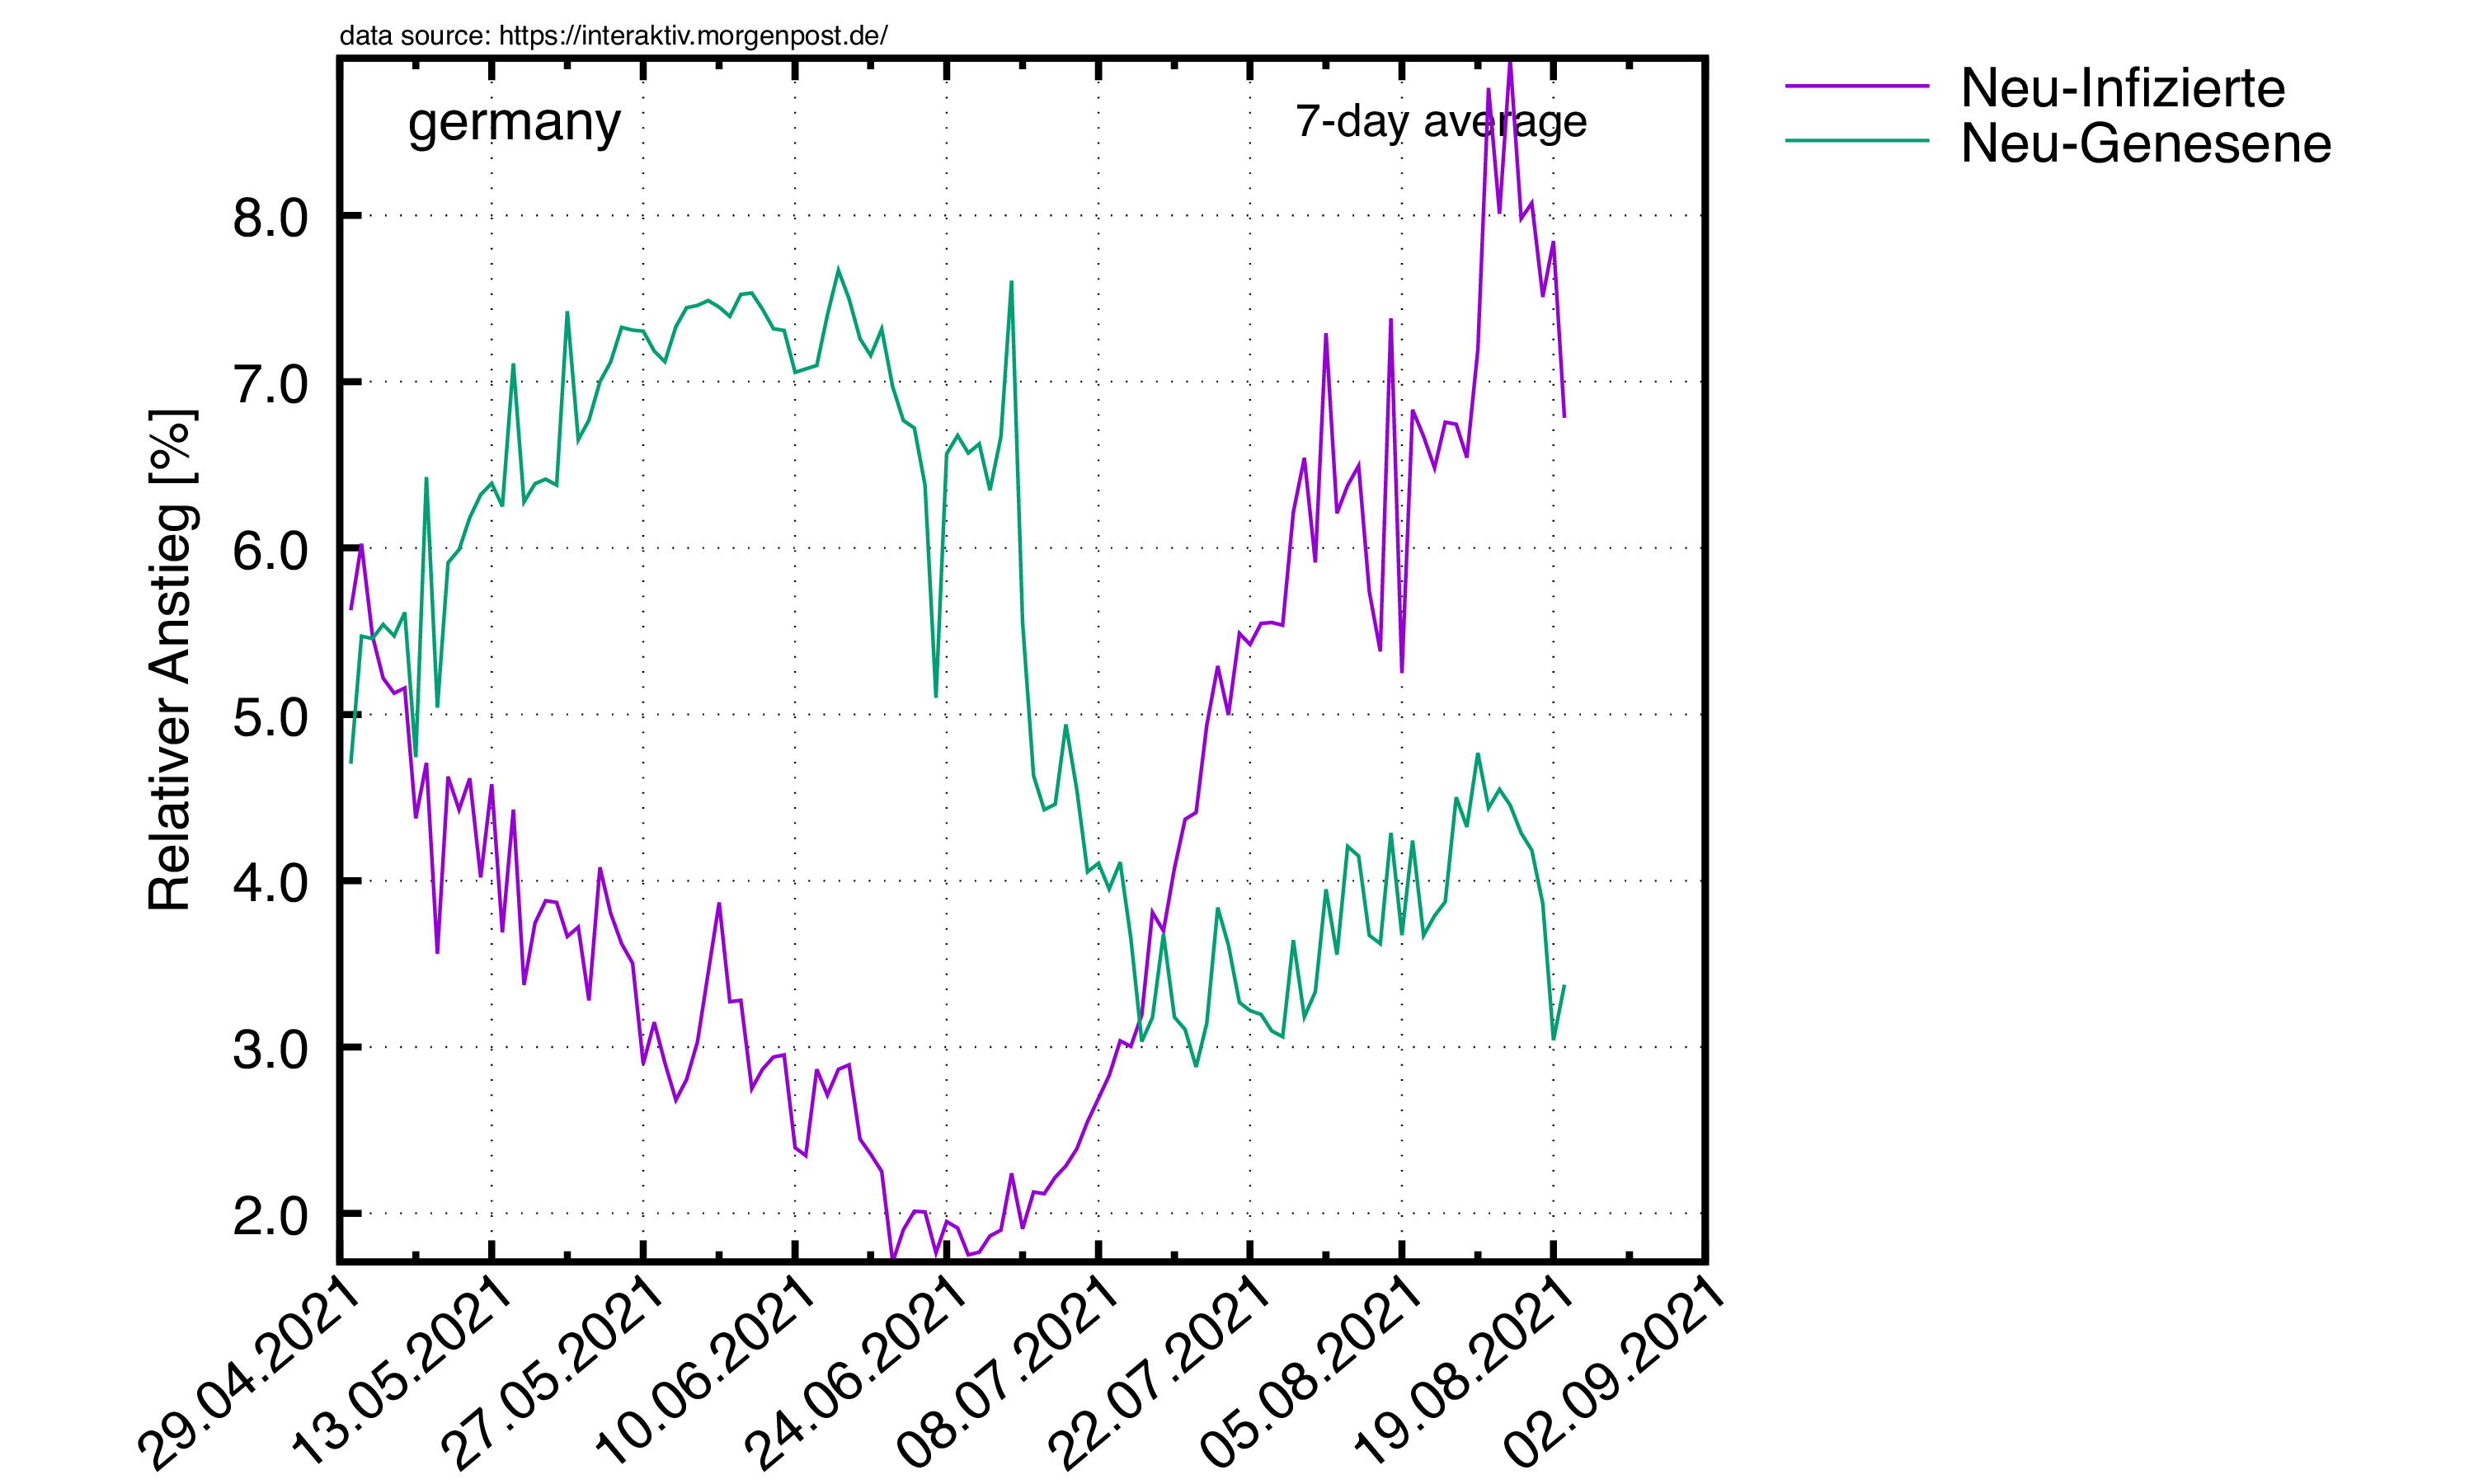 data source: https://interaktiv.morgenpost.de/
germany
7-day average
Neu-Infizierte
Neu-Genesene
Relativer Anstieg [%]
8.0
7.0
6.0
5.0
4.0
3.0
2.0
29.04.2021
13.05.2021
27.05.2021
10.06.2021
24.06.2021
08.07.2021
22.07.2021
05.08.2021
19.08.2021
02.09.2021